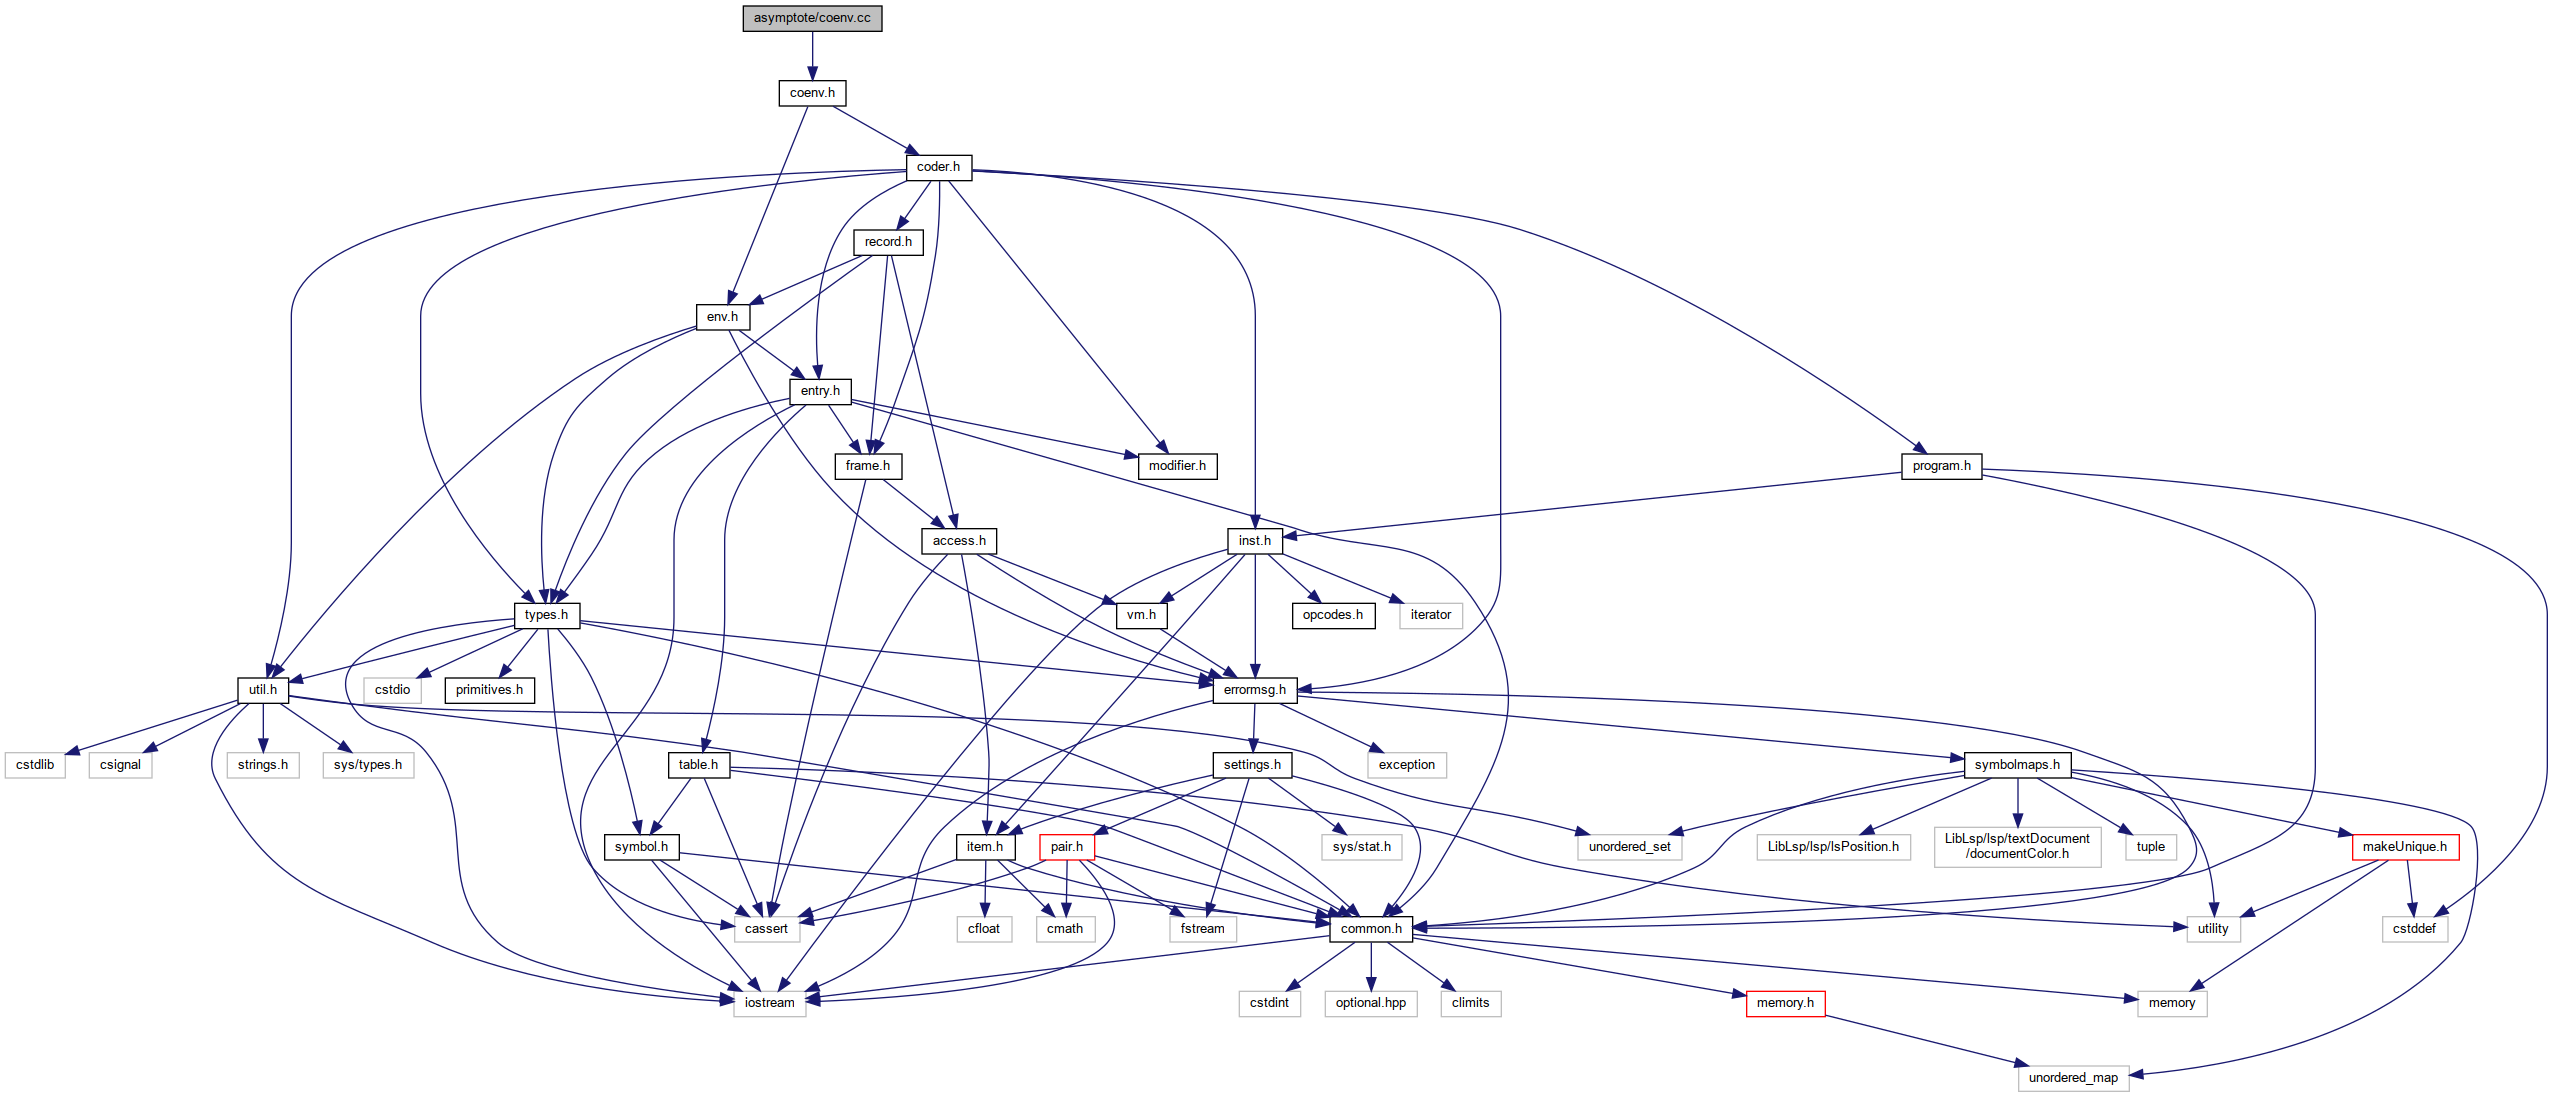 asymptote/coenv.cc
coenv.h
coder.h
record.h
env.h
entry.h
frame.h
modifier.h
program.h
access.h
inst.h
types.h
vm.h
opcodes.h
iterator
util.h
cstdio
primitives.h
errormsg.h
cstdlib
csignal
strings.h
sys/types.h
table.h
settings.h
exception
symbolmaps.h
symbol.h
item.h
pair.h
sys/stat.h
unordered_set
LibLsp/lsp/lsPosition.h
LibLsp/lsp/textDocument
/documentColor.h
tuple
makeUnique.h
cassert
cfloat
cmath
fstream
common.h
utility
cstddef
iostream
cstdint
optional.hpp
climits
memory.h
memory
unordered_map